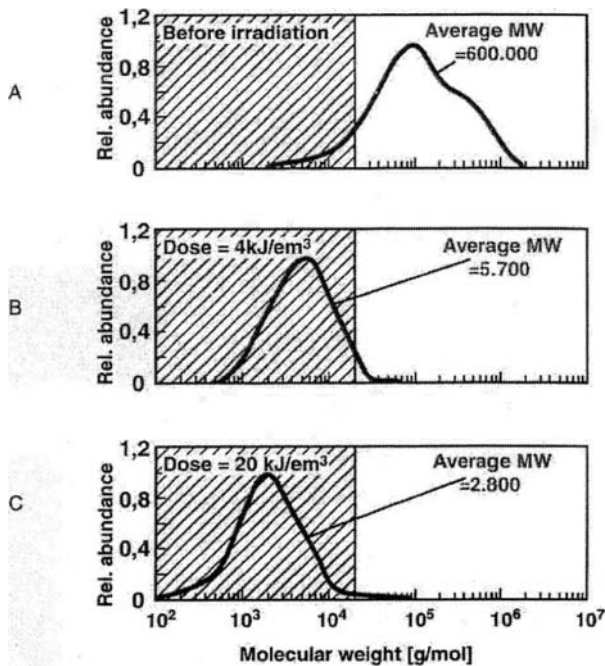 A
Rel. abundance
1,2
0,8
0,4
0
Before irradiation
Average MW
=600.000
B
Rel. abundance
1,2
0,8
0,4
0
Dose = 4kJ/em³
Average MW
=5.700
C
Rel. abundance
1,2
0,8
0,4
0
Dose = 20 kJ/em³
Average MW
=2.800
10² 10³ 10⁴ 10⁵ 10⁶ 10⁷
Molecular weight [g/mol]